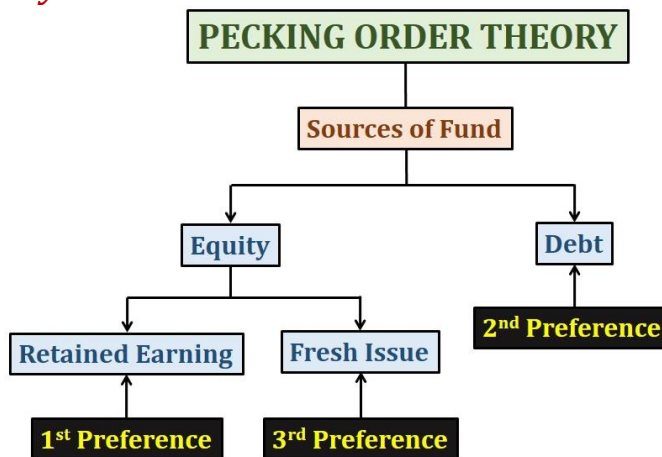 PECKING ORDER THEORY
Sources of Fund
Equity
Debt
Retained Earning
Fresh Issue
2nd Preference
1st Preference
3rd Preference